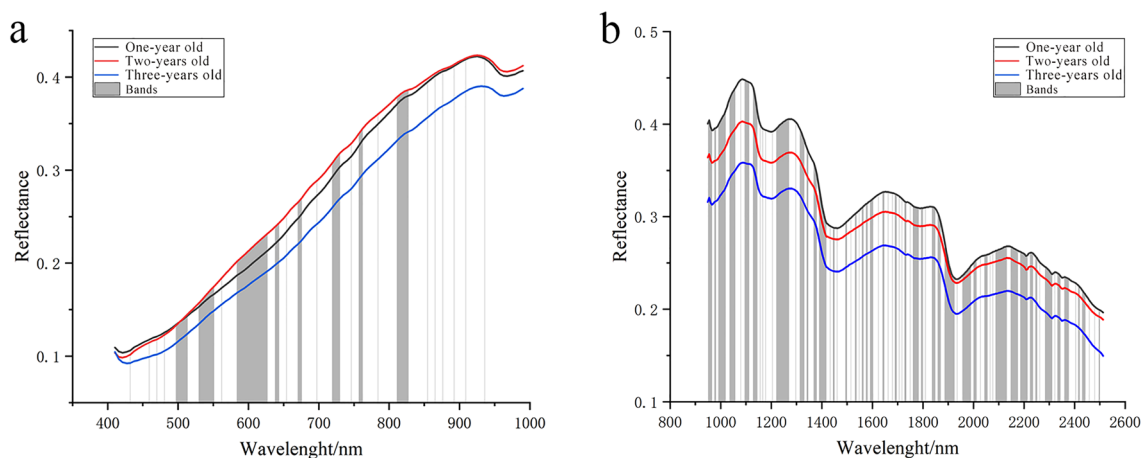 a
One-year old
Two-years old
Three-years old
Bands
0.4
0.3
0.2
0.1
400 500 600 700 800 900 1000
Reflectance
Wavelenght/nm
b
One-year old
Two-years old
Three-years old
Bands
0.5
0.4
0.3
0.2
0.1
800 1000 1200 1400 1600 1800 2000 2200 2400 2600
Reflectance
Wavelenght/nm